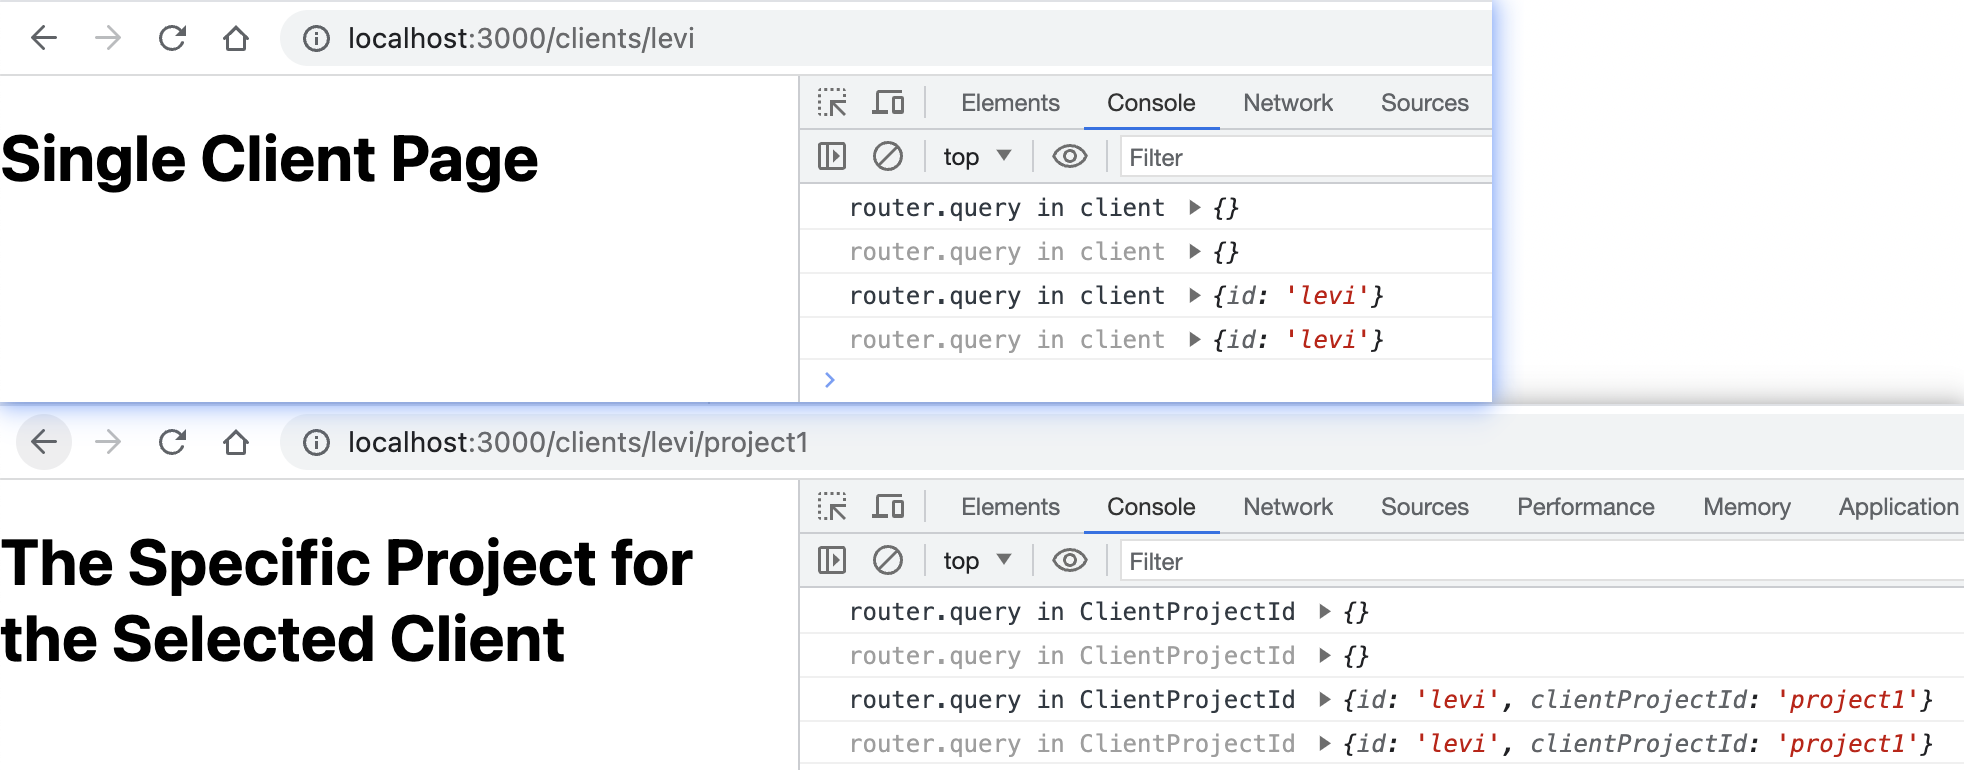 localhost:3000/clients/levi
Single Client Page
Elements Console Network Sources
top Filter
router.query in client {}
router.query in client {}
router.query in client {id: 'levi'}
router.query in client {id: 'levi'}
localhost:3000/clients/levi/project1
The Specific Project for
the Selected Client
Elements Console Network Sources Performance Memory Application
top Filter
router.query in ClientProjectId {}
router.query in ClientProjectId {}
router.query in ClientProjectId {id: 'levi', clientProjectId: 'project1'}
router.query in ClientProjectId {id: 'levi', clientProjectId: 'project1'}